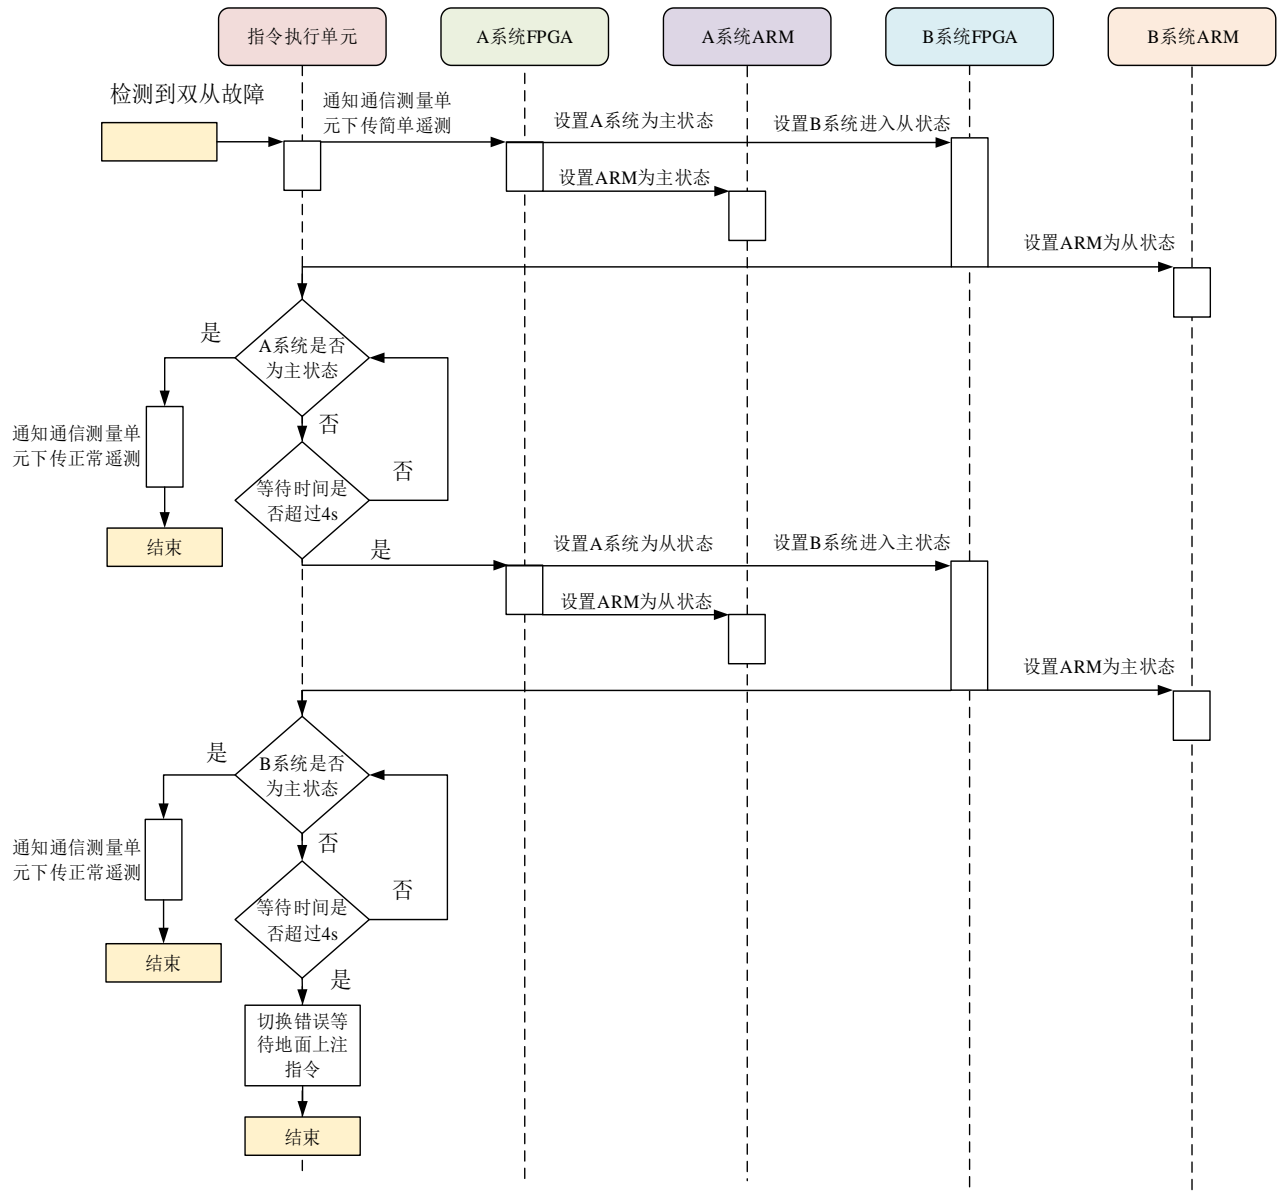 指令执行单元
A系统FPGA
A系统ARM
B系统FPGA
B系统ARM
检测到双从故障
通知通信测量单
元下传简单遥测
设置A系统为主状态
设置B系统进入从状态
设置ARM为主状态
设置ARM为从状态
是
A系统是否
为主状态
否
通知通信测量单
元下传正常遥测
等待时间是
否超过4s
否
结束
是
设置A系统为从状态
设置B系统进入主状态
设置ARM为从状态
设置ARM为主状态
是
B系统是否
为主状态
否
通知通信测量单
元下传正常遥测
等待时间是
否超过4s
否
结束
是
切换错误等
待地面上注
指令
结束